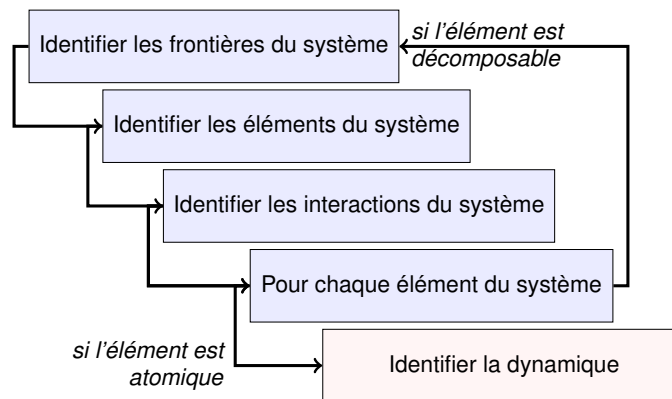 Identifier les frontières du système
si l'élément est
décomposable
Identifier les éléments du système
Identifier les interactions du système
Pour chaque élément du système
si l'élément est
atomique
Identifier la dynamique